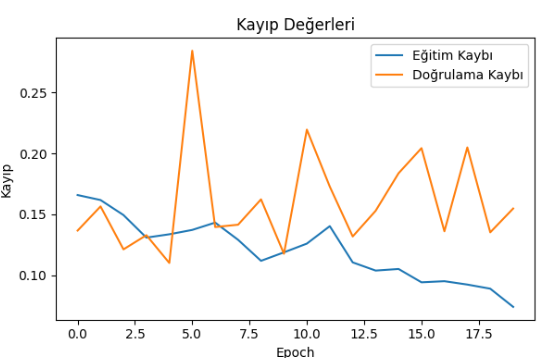 Kayıp Değerleri
Eğitim Kaybı
Doğrulama Kaybı
0.25
0.20
0.15
0.10
Kayıp
0.0 2.5 5.0 7.5 10.0 12.5 15.0 17.5
Epoch